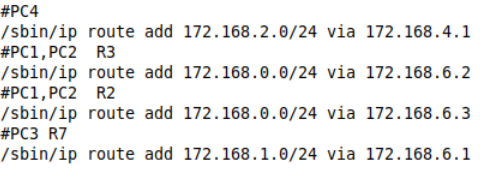 #PC4
/sbin/ip route add 172.168.2.0/24 via 172.168.4.1
#PC1,PC2  R3
/sbin/ip route add 172.168.0.0/24 via 172.168.6.2
#PC1,PC2  R2
/sbin/ip route add 172.168.0.0/24 via 172.168.6.3
#PC3 R7
/sbin/ip route add 172.168.1.0/24 via 172.168.6.1